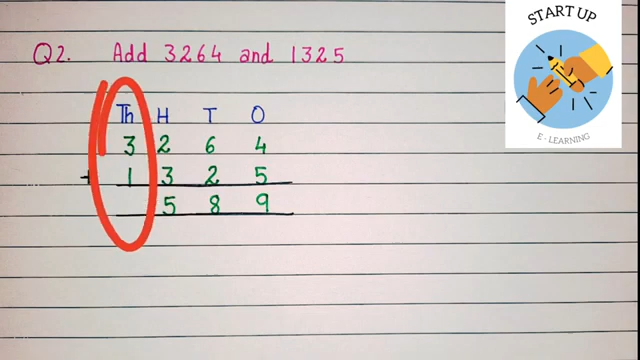 START UP
Q2. Add 3264 and 1325
Th H T O
3 2 6 4
+ 1 3 2 5
5 8 9
E - LEARNING